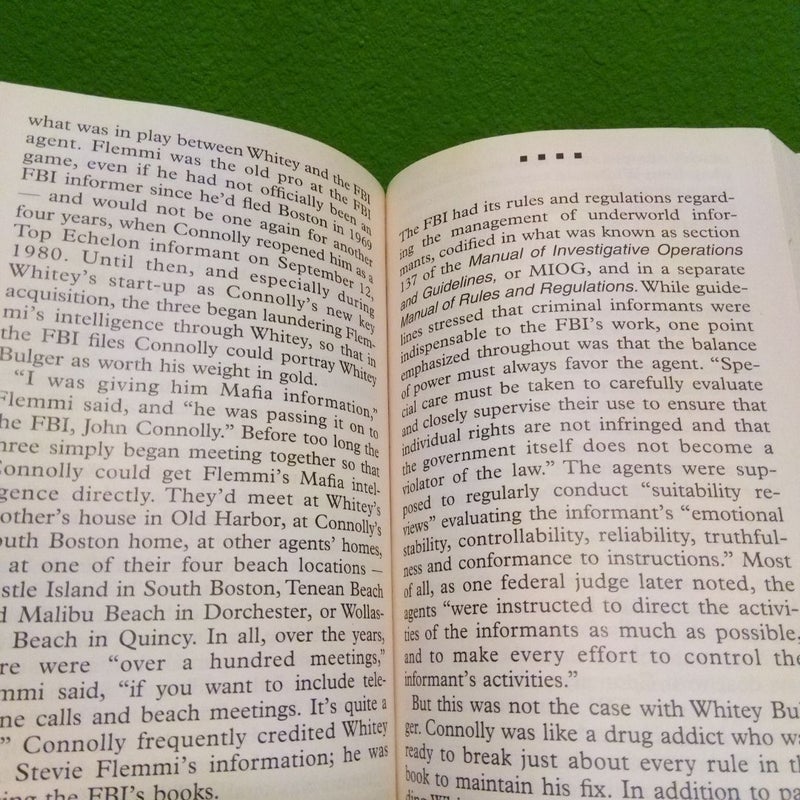 what was in play between Whitey and the FBI
agent. Flemmi was the old pro at the FBI
game, even if he had not officially been an
FBI informer since he'd fled Boston in 1969
— and would not be one again for another
four years, when Connolly reopened him as a
Top Echelon informant on September 12,
1980. Until then, and especially during
Whitey's start-up as Connolly's new key
acquisition, the three began laundering Flem-
mi's intelligence through Whitey, so that in
the FBI files Connolly could portray Whitey
Bulger as worth his weight in gold.
"I was giving him Mafia information,"
Flemmi said, and "he was passing it on to
he FBI, John Connolly." Before too long the
hree simply began meeting together so that
Connolly could get Flemmi's Mafia intel-
igence directly. They'd meet at Whitey's
other's house in Old Harbor, at Connolly's
outh Boston home, at other agents' homes,
at one of their four beach locations —
stle Island in South Boston, Tenean Beach
d Malibu Beach in Dorchester, or Wollas-
Beach in Quincy. In all, over the years,
re were "over a hundred meetings,"
mmi said, "if you want to include tele-
ne calls and beach meetings. It's quite a
" Connolly frequently credited Whitey
Stevie Flemmi's information; he was
ing the FBI's books.
The FBI had its rules and regulations regard-
ing the management of underworld infor-
mants, codified in what was known as section
137 of the Manual of Investigative Operations
and Guidelines, or MIOG, and in a separate
Manual of Rules and Regulations. While guide-
lines stressed that criminal informants were
indispensable to the FBI's work, one point
emphasized throughout was that the balance
of power must always favor the agent. "Spe-
cial care must be taken to carefully evaluate
and closely supervise their use to ensure that
individual rights are not infringed and that
the government itself does not become a
violator of the law." The agents were sup-
posed to regularly conduct "suitability re-
views" evaluating the informant's "emotional
stability, controllability, reliability, truthful-
ness and conformance to instructions." Most
of all, as one federal judge later noted, the
agents "were instructed to direct the activi-
ties of the informants as much as possible,
and to make every effort to control the
informant's activities."
But this was not the case with Whitey Bul
ger. Connolly was like a drug addict who wa
ready to break just about every rule in th
book to maintain his fix. In addition to pa